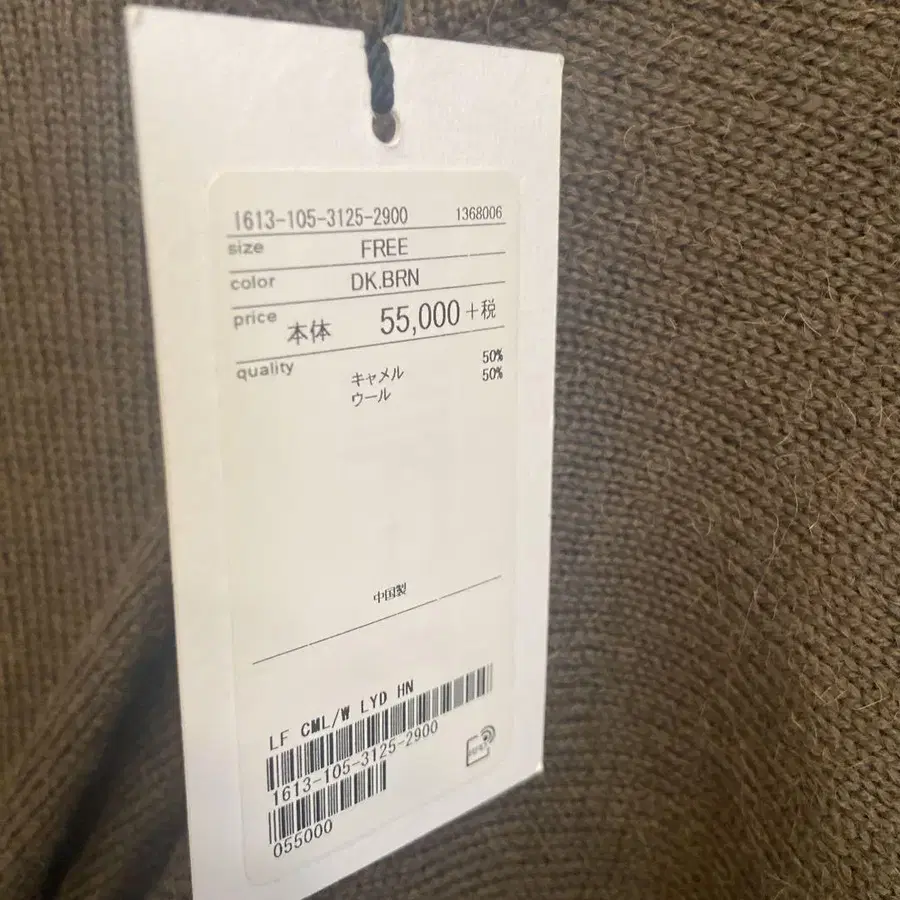 1613-105-3125-2900 1368006
size FREE
color DK.BRN
price 本体 55,000+税
quality キャメル 50%
ウール 50%
中国製
LF CML/W LYD HN
1613-105-3125-2900
055000